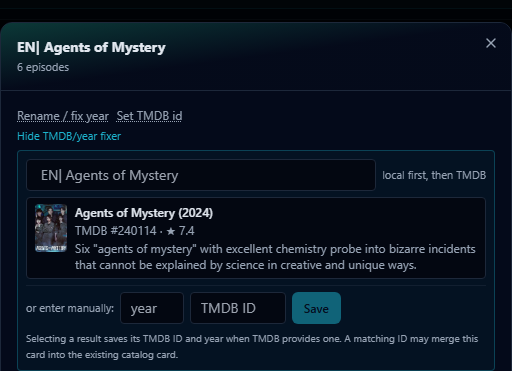 EN| Agents of Mystery
6 episodes
Rename / fix year Set TMDB id
Hide TMDB/year fixer
EN| Agents of Mystery local first, then TMDB
Agents of Mystery (2024)
TMDB #240114 · ★ 7.4
Six "agents of mystery" with excellent chemistry probe into bizarre incidents
that cannot be explained by science in creative and unique ways.
or enter manually: year TMDB ID Save
Selecting a result saves its TMDB ID and year when TMDB provides one. A matching ID may merge this
card into the existing catalog card.